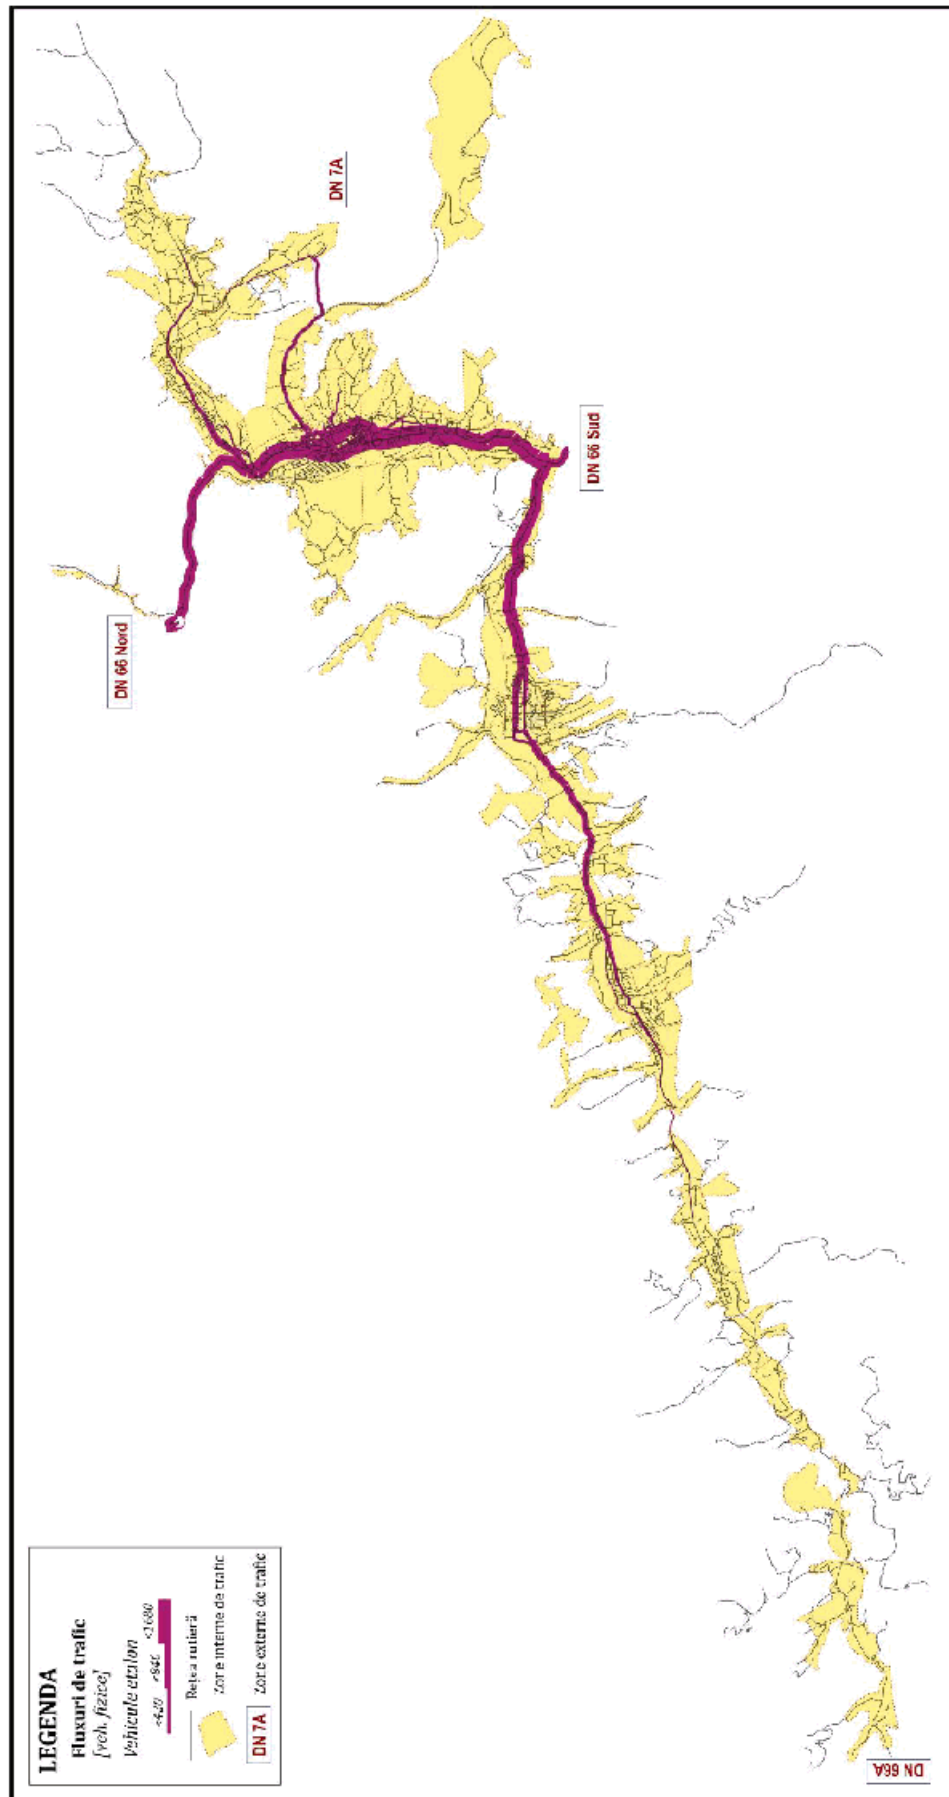 LEGENDA
Fluxuri de trafic
[veh. fizice]
Vehicule etalon
<420 <840 <1680
Rețea rutieră
Zone interne de trafic
DN 7A
Zone externe de trafic
DN 66 Nord
DN 7A
DN 66 Sud
DN 66A